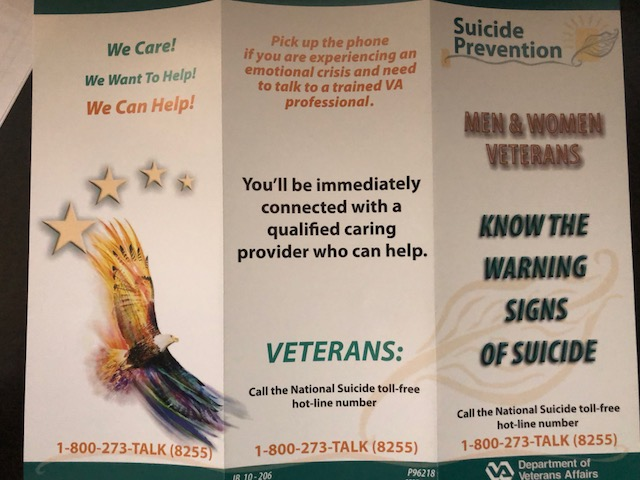 We Care!
We Want To Help!
We Can Help!
1-800-273-TALK (8255)
Pick up the phone
if you are experiencing an
emotional crisis and need
to talk to a trained VA
professional.
You'll be immediately
connected with a
qualified caring
provider who can help.
VETERANS:
Call the National Suicide toll-free
hot-line number
1-800-273-TALK (8255)
IB 10-206
P96218
Suicide
Prevention
MEN & WOMEN
VETERANS
KNOW THE
WARNING
SIGNS
OF SUICIDE
Call the National Suicide toll-free
hot-line number
1-800-273-TALK (8255)
VA
Department of
Veterans Affairs